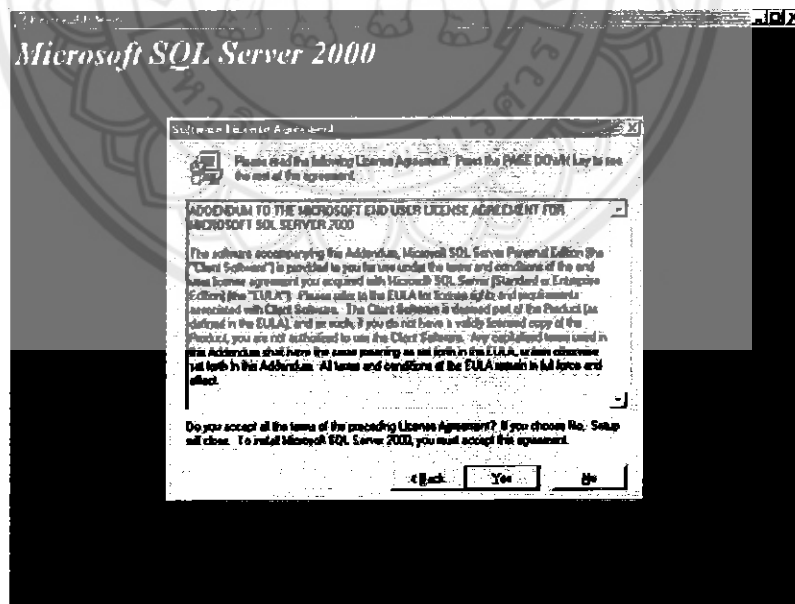 Microsoft SQL Server 2000
Software License Agreement
Please read the following License Agreement. Press the PAGE DOWN key to see
the rest of the agreement.
ADDENDUM TO THE MICROSOFT END USER LICENSE AGREEMENT FOR
MICROSOFT SQL SERVER 2000
The software accompanying this Addendum, Microsoft SQL Server Personal Edition (the
"Client Software") is provided to you for use under the terms and conditions of the end
user license agreement you acquired with Microsoft SQL Server (Standard or Enterprise
Edition) (the "EULA"). Please refer to the EULA for license rights and requirements
associated with Client Software. The Client Software is deemed part of the Product (as
defined in the EULA), and as such, if you do not have a validly licensed copy of the
Product, you are not authorized to use the Client Software. Any capitalized terms used in
this Addendum shall have the same meaning as set forth in the EULA, unless otherwise
set forth in this Addendum. All terms and conditions of the EULA remain in full force and
effect.
Do you accept all the terms of the preceding License Agreement? If you choose No, Setup
will close. To install Microsoft SQL Server 2000, you must accept this agreement.
< Back
Yes
No